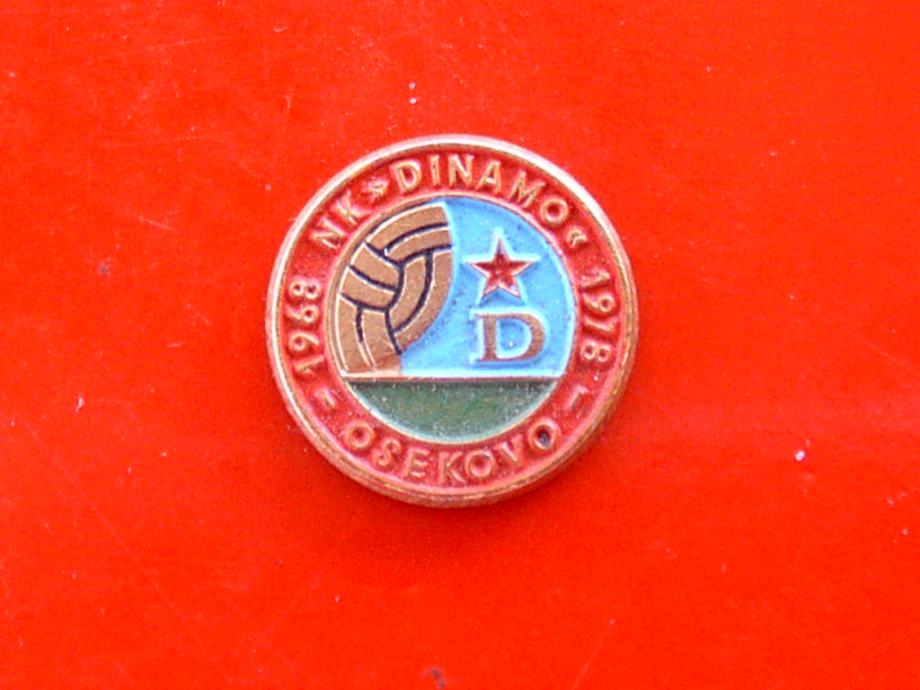 1968 NK »DINAMO« 1978
- OSEKOVO -
D